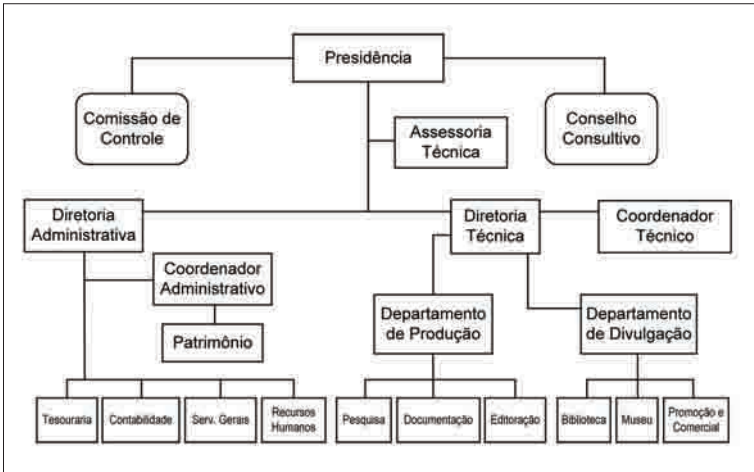 Presidência
Comissão de
Controle
Conselho
Consultivo
Assessoria
Técnica
Diretoria
Administrativa
Diretoria
Técnica
Coordenador
Técnico
Coordenador
Administrativo
Patrimônio
Departamento
de Produção
Departamento
de Divulgação
Tesouraria
Contabilidade
Serv. Gerais
Recursos
Humanos
Pesquisa
Documentação
Editoração
Biblioteca
Museu
Promoção e
Comercial